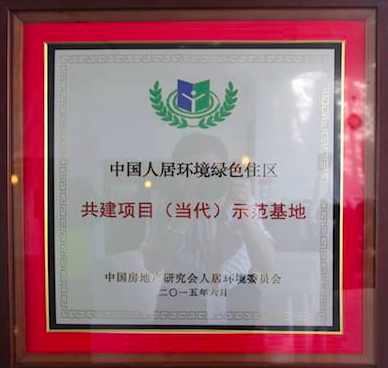 中国人居环境绿色住区
共建项目（当代）示范基地
中国房地产研究会人居环境委员会
二〇一五年六月